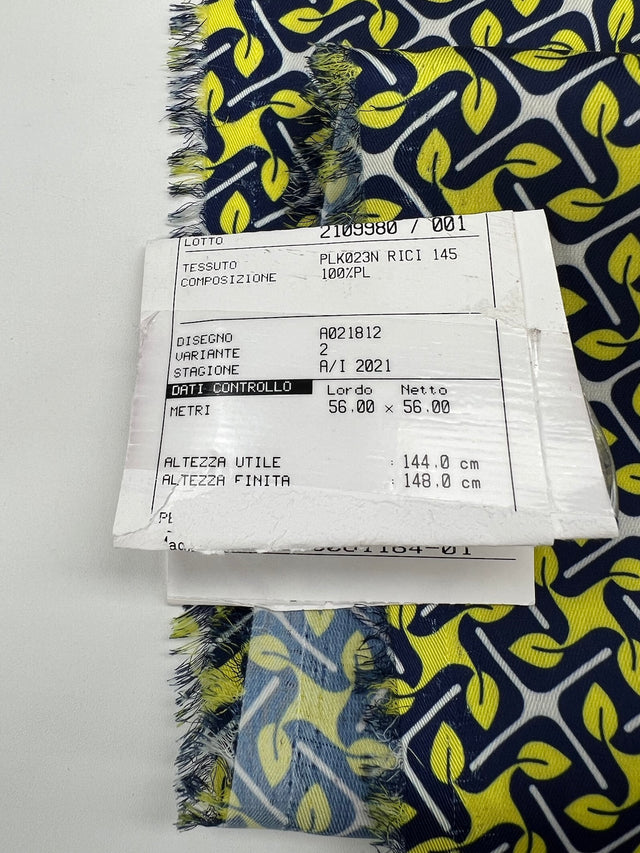 LOTTO 2109980 / 001
TESSUTO PLK023N RICI 145
COMPOSIZIONE 100%PL
DISEGNO A021812
VARIANTE 2
STAGIONE A/I 2021
DATI CONTROLLO Lordo Netto
METRI 56.00 x 56.00
ALTEZZA UTILE : 144.0 cm
ALTEZZA FINITA : 148.0 cm